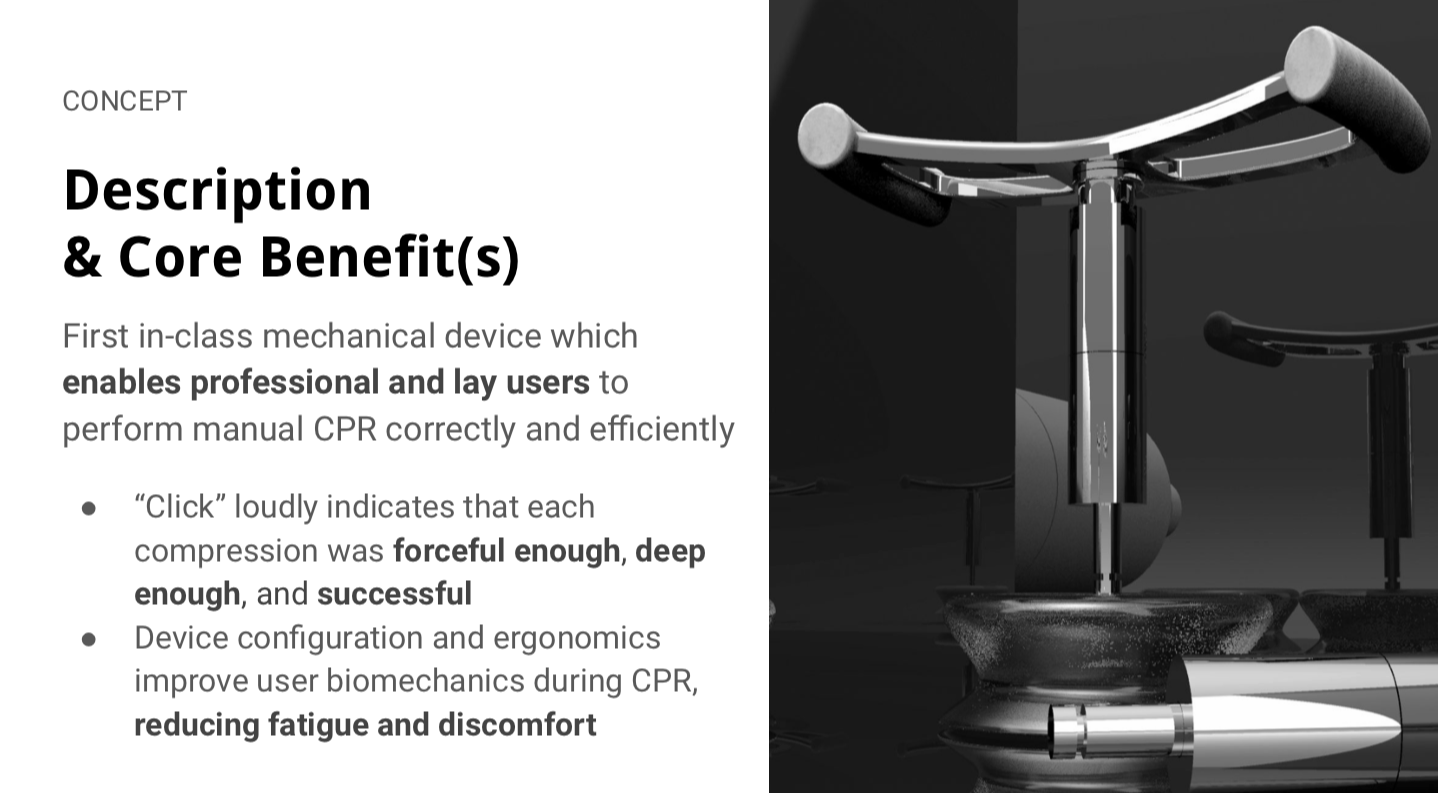 CONCEPT
Description
& Core Benefit(s)
First in-class mechanical device which
enables professional and lay users to
perform manual CPR correctly and efficiently
● “Click” loudly indicates that each
compression was forceful enough, deep
enough, and successful
● Device configuration and ergonomics
improve user biomechanics during CPR,
reducing fatigue and discomfort